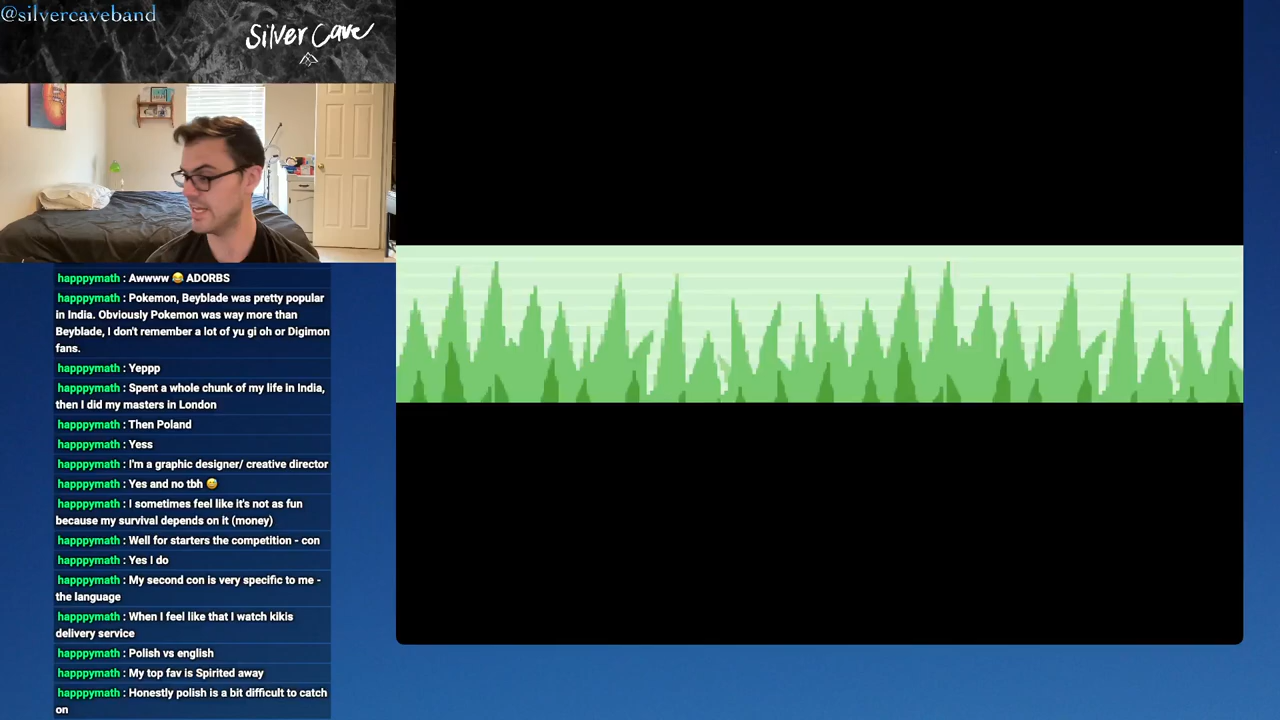 @silvercaveband
Silver Cave
happpymath : Awwww 😂 ADORBS
happpymath : Pokemon, Beyblade was pretty popular
in India. Obviously Pokemon was way more than
Beyblade, I don't remember a lot of yu gi oh or Digimon
fans.
happpymath : Yeppp
happpymath : Spent a whole chunk of my life in India,
then I did my masters in London
happpymath : Then Poland
happpymath : Yess
happpymath : I'm a graphic designer/ creative director
happpymath : Yes and no tbh 😅
happpymath : I sometimes feel like it's not as fun
because my survival depends on it (money)
happpymath : Well for starters the competition - con
happpymath : Yes I do
happpymath : My second con is very specific to me -
the language
happpymath : When I feel like that I watch kikis
delivery service
happpymath : Polish vs english
happpymath : My top fav is Spirited away
happpymath : Honestly polish is a bit difficult to catch
on